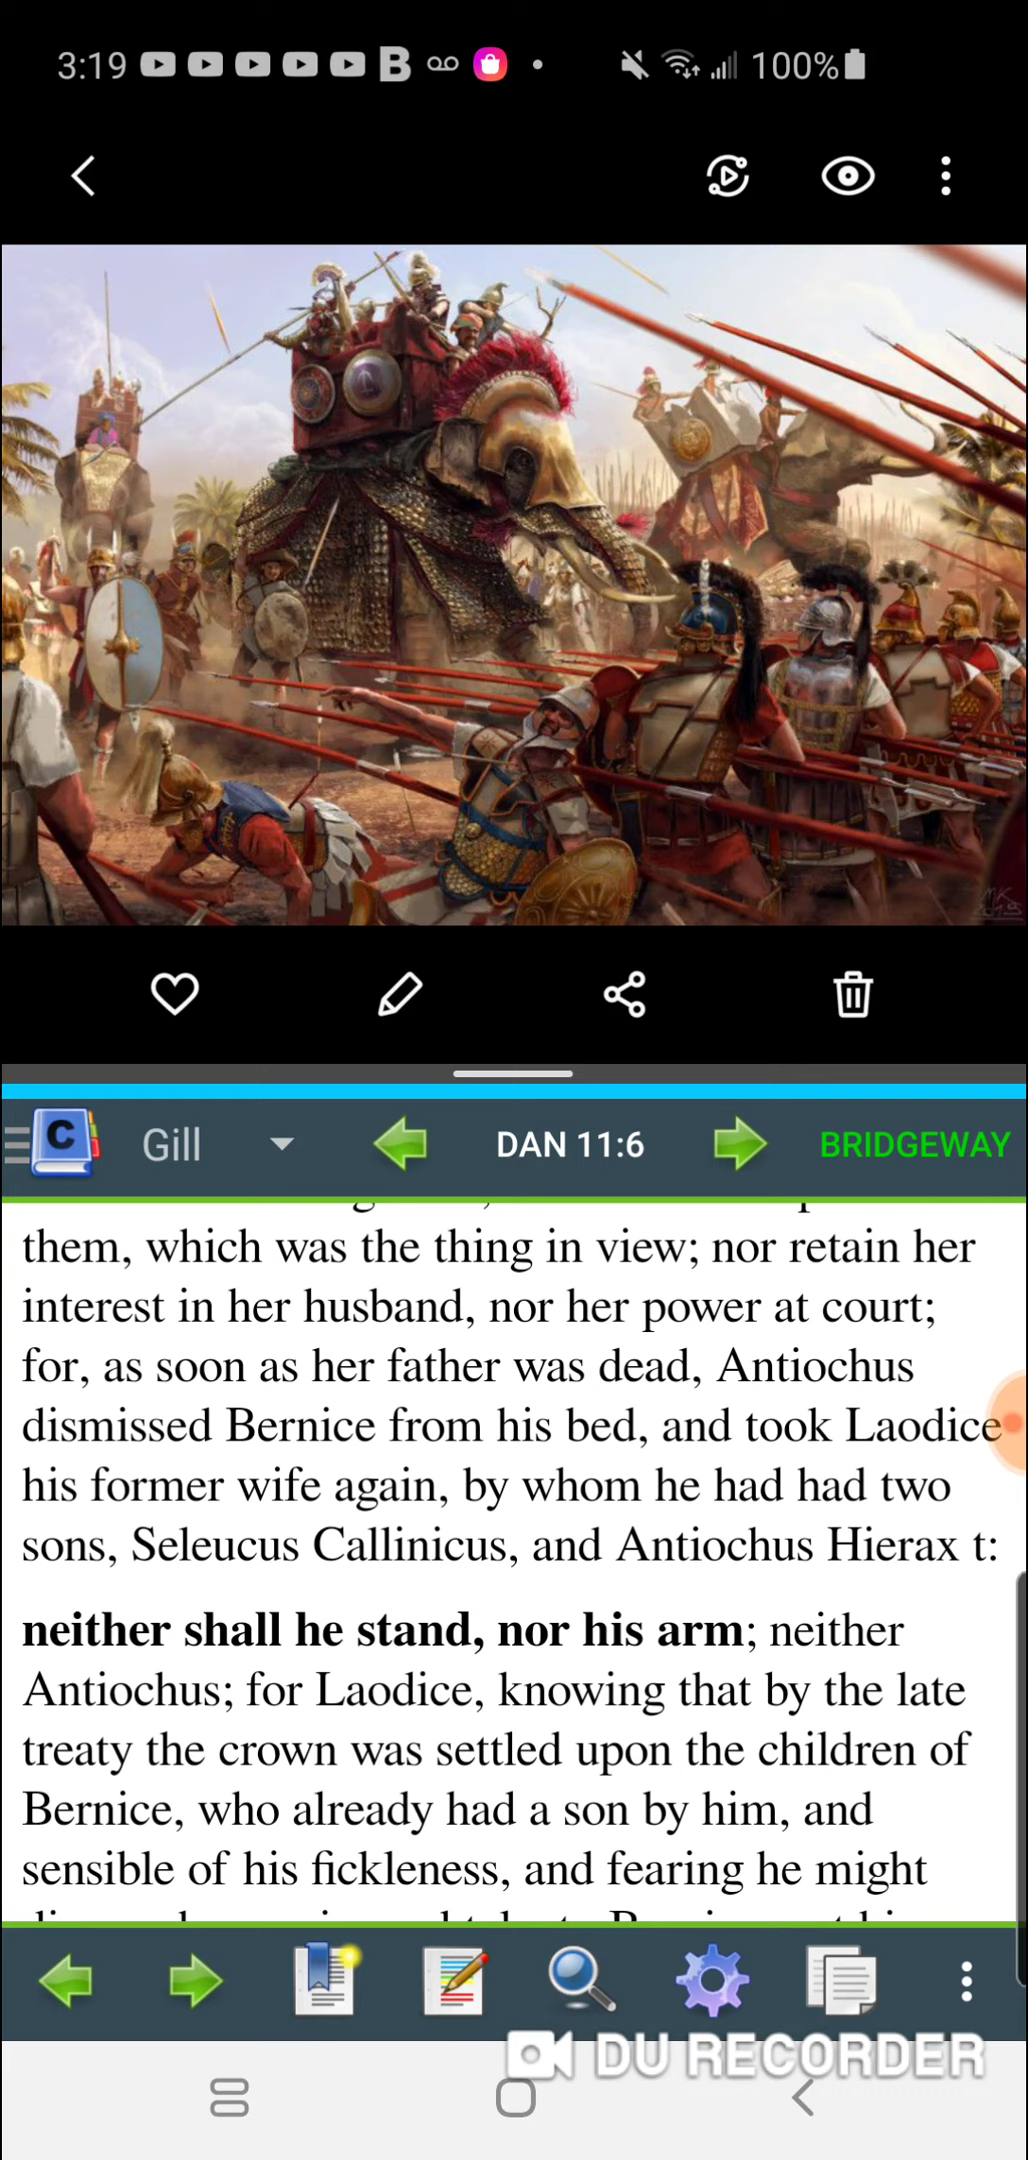 3:19
B
100%
C
Gill
DAN 11:6
BRIDGEWAY
them, which was the thing in view; nor retain her
interest in her husband, nor her power at court;
for, as soon as her father was dead, Antiochus
dismissed Bernice from his bed, and took Laodice
his former wife again, by whom he had had two
sons, Seleucus Callinicus, and Antiochus Hierax t:
neither shall he stand, nor his arm; neither
Antiochus; for Laodice, knowing that by the late
treaty the crown was settled upon the children of
Bernice, who already had a son by him, and
sensible of his fickleness, and fearing he might
DU RECORDER